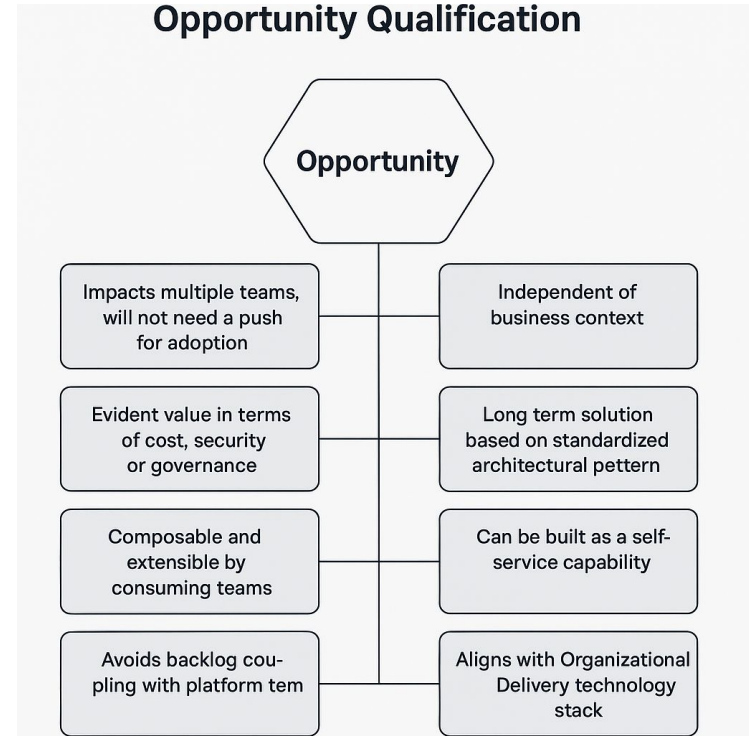 Opportunity Qualification
Opportunity
Impacts multiple teams,
will not need a push
for adoption
Independent of
business context
Evident value in terms
of cost, security
or governance
Long term solution
based on standardized
architectural pettern
Composable and
extensible by
consuming teams
Can be built as a self-
service capability
Avoids backlog cou-
pling with platform tem
Aligns with Organizational
Delivery technology
stack